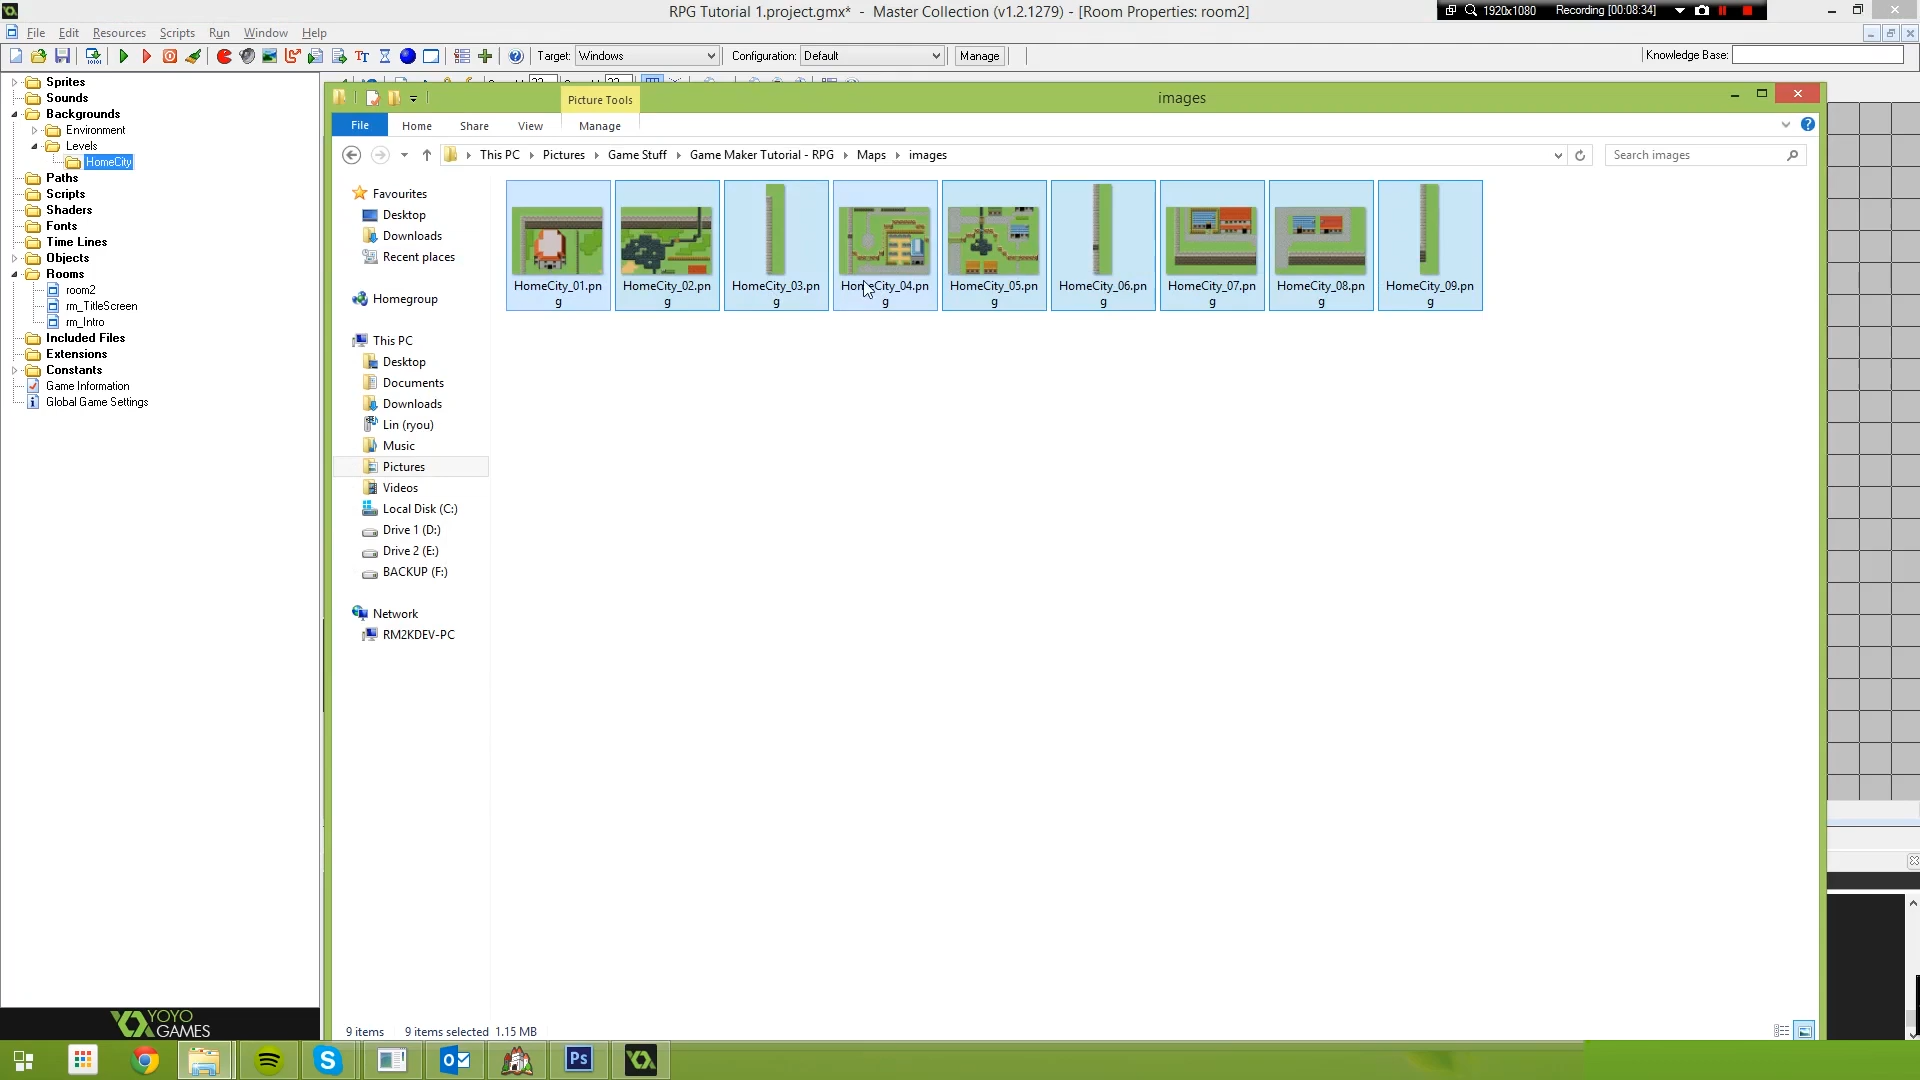 RPG Tutorial 1.project.gmx* - Master Collection (v1.2.1279) - [Room Properties: room2]
1920x1080 Recording [00:08:34]
File Edit Resources Scripts Run Window Help
Target: Windows Configuration: Default Manage Knowledge Base:
Sprites
Sounds
Backgrounds
Environment
Levels
HomeCity
Paths
Scripts
Shaders
Fonts
Time Lines
Objects
Rooms
room2
rm_TitleScreen
rm_Intro
Included Files
Extensions
Constants
Game Information
Global Game Settings
YOYO
GAMES
Picture Tools images
File Home Share View Manage
This PC Pictures Game Stuff Game Maker Tutorial - RPG Maps images Search images
Favourites
Desktop
Downloads
Recent places
Homegroup
This PC
Desktop
Documents
Downloads
Lin (ryou)
Music
Pictures
Videos
Local Disk (C:)
Drive 1 (D:)
Drive 2 (E:)
BACKUP (F:)
Network
RM2KDEV-PC
HomeCity_01.pn HomeCity_02.pn HomeCity_03.pn HomeCity_04.pn HomeCity_05.pn HomeCity_06.pn HomeCity_07.pn HomeCity_08.pn HomeCity_09.pn
g g g g g g g g g
9 items 9 items selected 1.15 MB
Ps